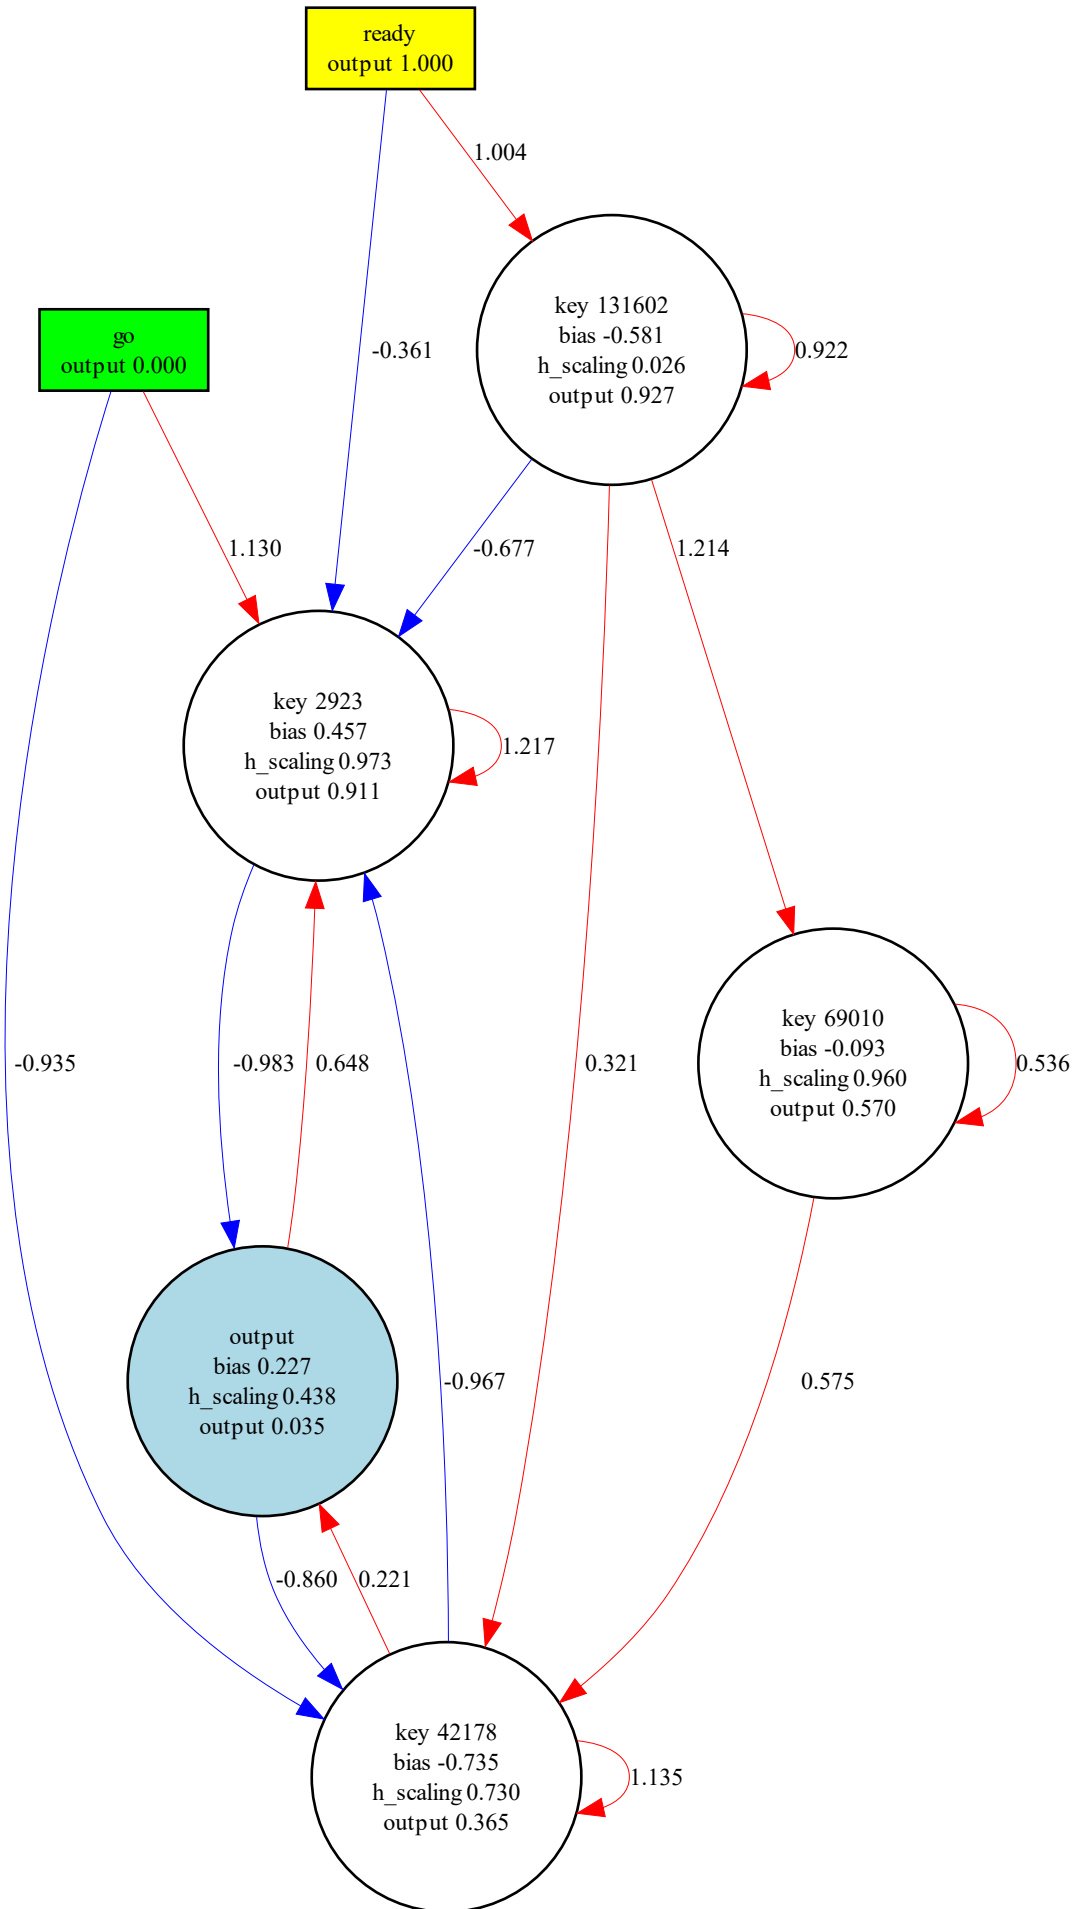 ready
output 1.000
1.004
go
output 0.000
-0.361
key 131602
bias -0.581
h_scaling 0.026
output 0.927
0.922
1.130
-0.677
1.214
key 2923
bias 0.457
h_scaling 0.973
output 0.911
1.217
-0.935
-0.983
0.648
0.321
key 69010
bias -0.093
h_scaling 0.960
output 0.570
0.536
output
bias 0.227
h_scaling 0.438
output 0.035
-0.967
0.575
-0.860
0.221
key 42178
bias -0.735
h_scaling 0.730
output 0.365
1.135